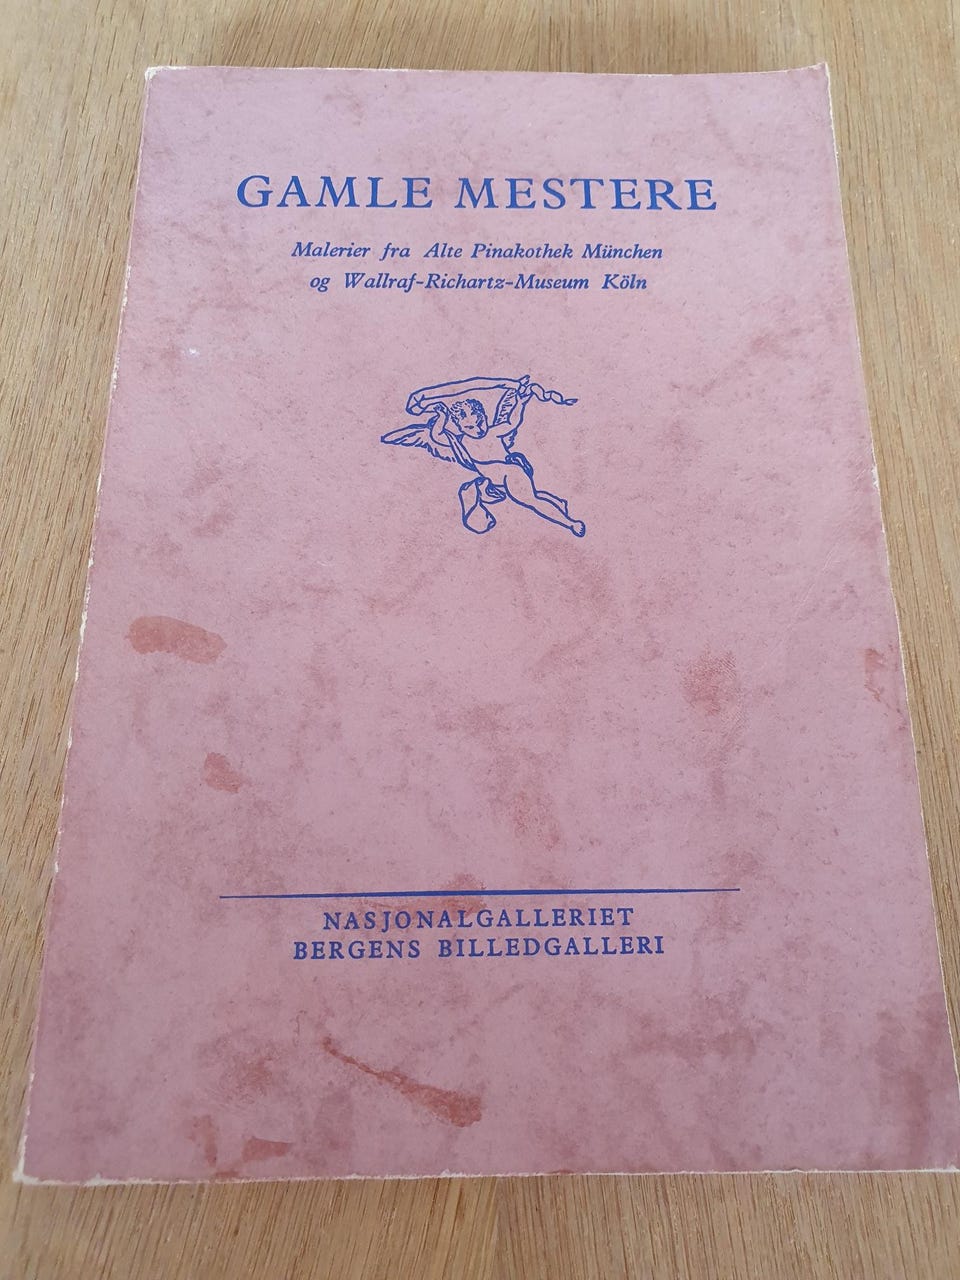 GAMLE MESTERE
Malerier fra Alte Pinakothek München
og Wallraf-Richartz-Museum Köln
NASJONALGALLERIET
BERGENS BILLEDGALLERI